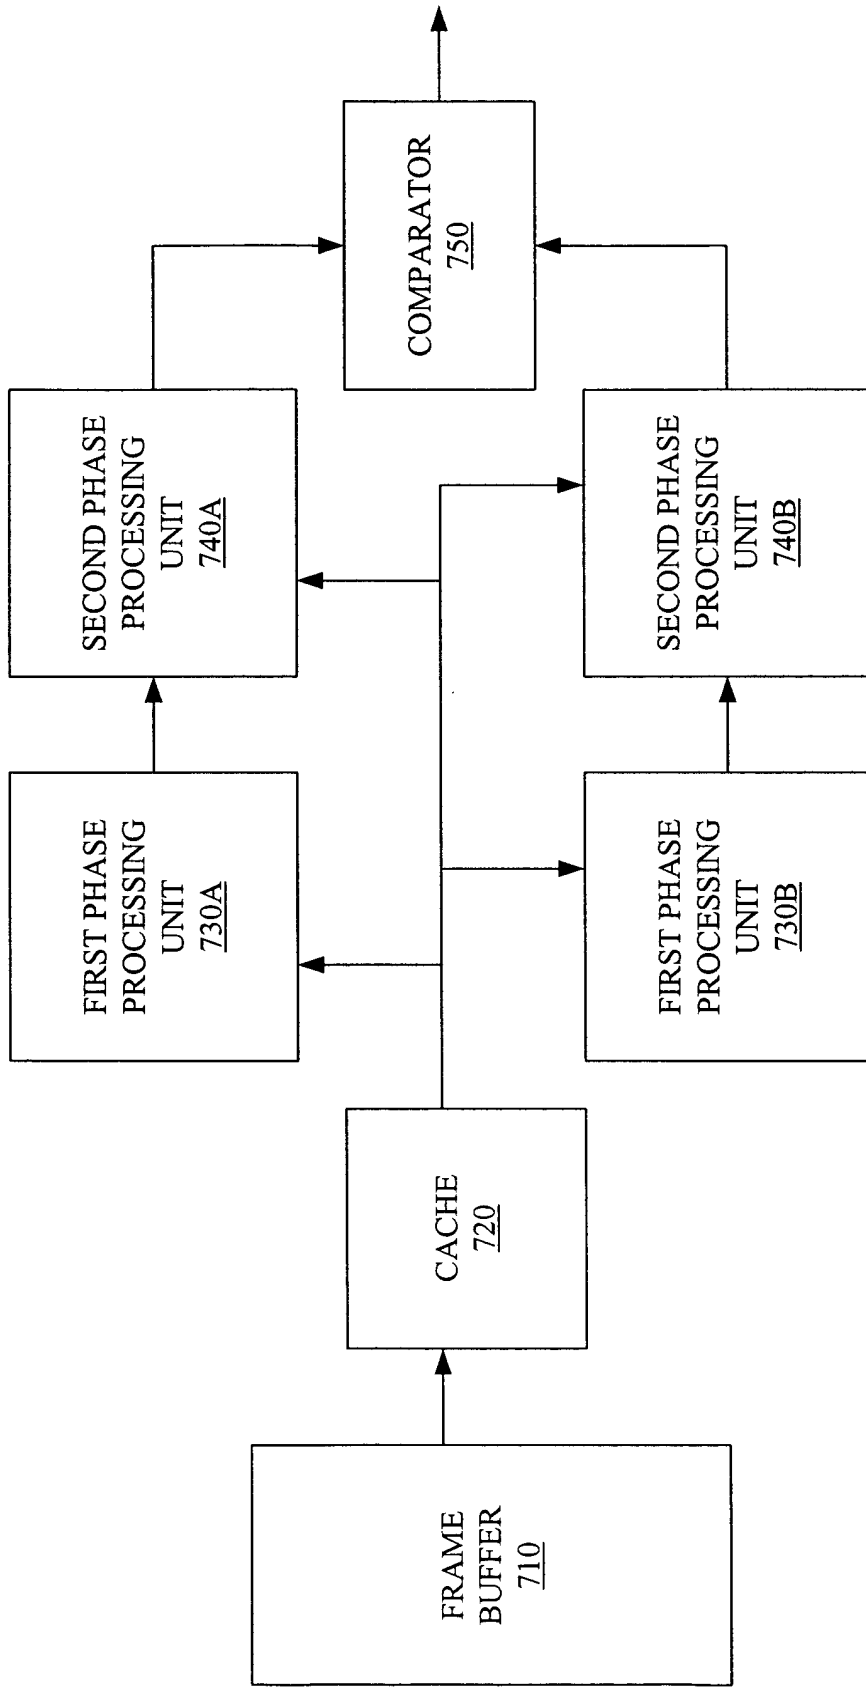 FRAME
BUFFER
710
CACHE
720
FIRST PHASE
PROCESSING
UNIT
730A
SECOND PHASE
PROCESSING
UNIT
740A
FIRST PHASE
PROCESSING
UNIT
730B
SECOND PHASE
PROCESSING
UNIT
740B
COMPARATOR
750